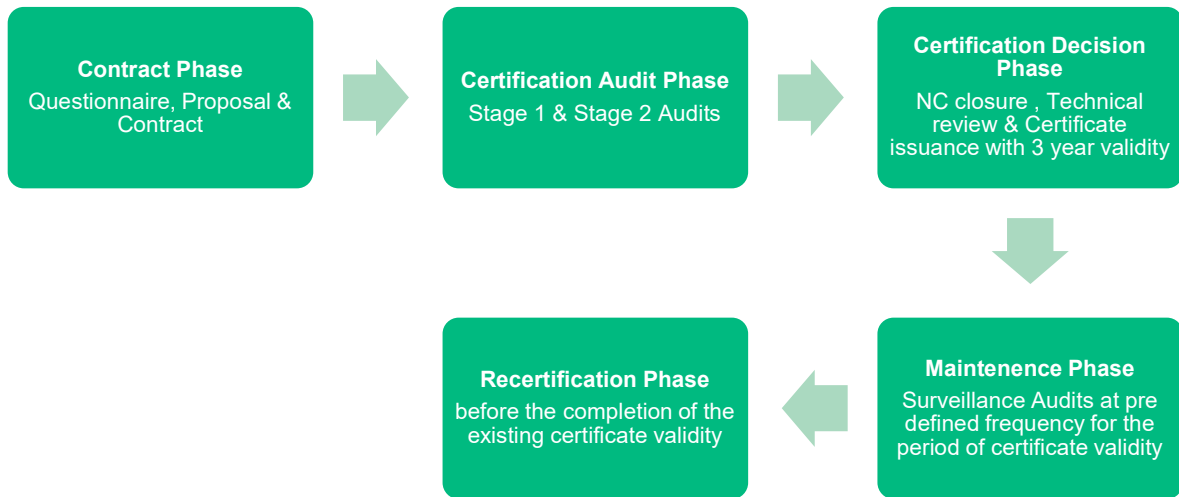 Contract Phase
Questionnaire, Proposal &
Contract
Certification Audit Phase
Stage 1 & Stage 2 Audits
Certification Decision
Phase
NC closure , Technical
review & Certificate
issuance with 3 year validity
Maintenence Phase
Surveillance Audits at pre
defined frequency for the
period of certificate validity
Recertification Phase
before the completion of the
existing certificate validity